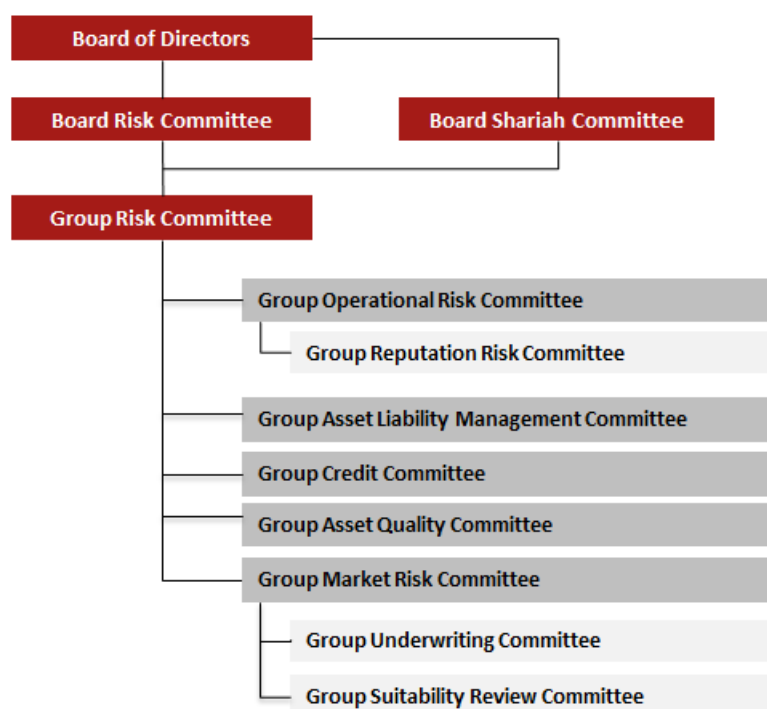 Board of Directors
Board Risk Committee
Board Shariah Committee
Group Risk Committee
Group Operational Risk Committee
Group Reputation Risk Committee
Group Asset Liability Management Committee
Group Credit Committee
Group Asset Quality Committee
Group Market Risk Committee
Group Underwriting Committee
Group Suitability Review Committee